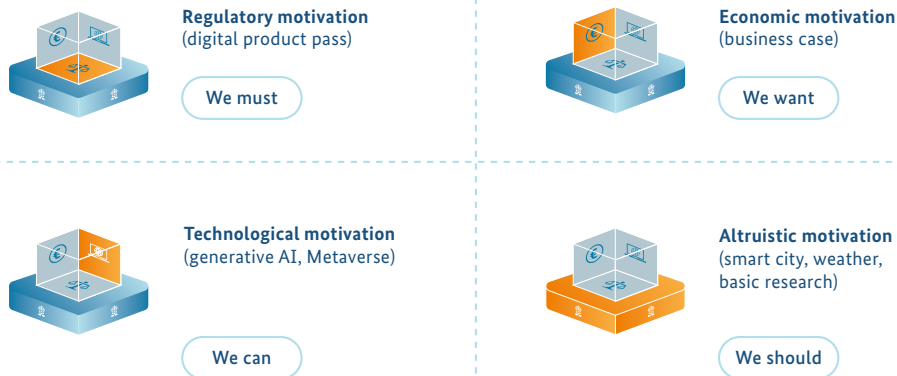 Regulatory motivation
(digital product pass)
We must
Economic motivation
(business case)
We want
Technological motivation
(generative AI, Metaverse)
We can
Altruistic motivation
(smart city, weather,
basic research)
We should